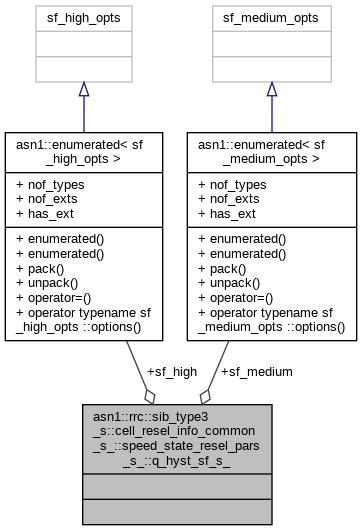 sf_high_opts
sf_medium_opts
asn1::enumerated< sf
_high_opts >
+ nof_types
+ nof_exts
+ has_ext
+ enumerated()
+ enumerated()
+ pack()
+ unpack()
+ operator=()
+ operator typename sf
_high_opts ::options()
asn1::enumerated< sf
_medium_opts >
+ nof_types
+ nof_exts
+ has_ext
+ enumerated()
+ enumerated()
+ pack()
+ unpack()
+ operator=()
+ operator typename sf
_medium_opts ::options()
+sf_high
+sf_medium
asn1::rrc::sib_type3
_s::cell_resel_info_common
_s_::speed_state_resel_pars
_s_::q_hyst_sf_s_